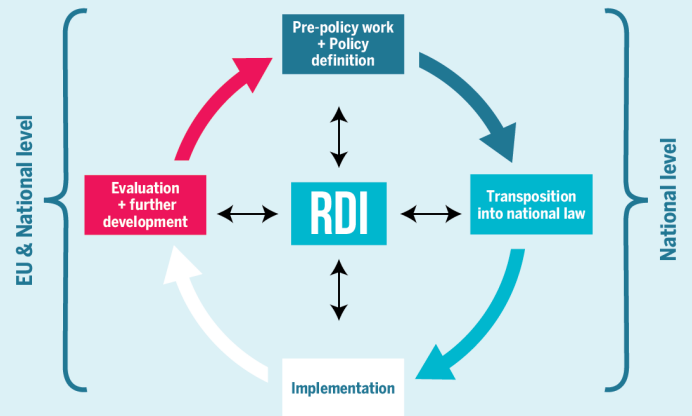 Pre-policy work
+ Policy
definition
EU & National level
Evaluation
+ further
development
RDI
Transposition
into national law
National level
Implementation